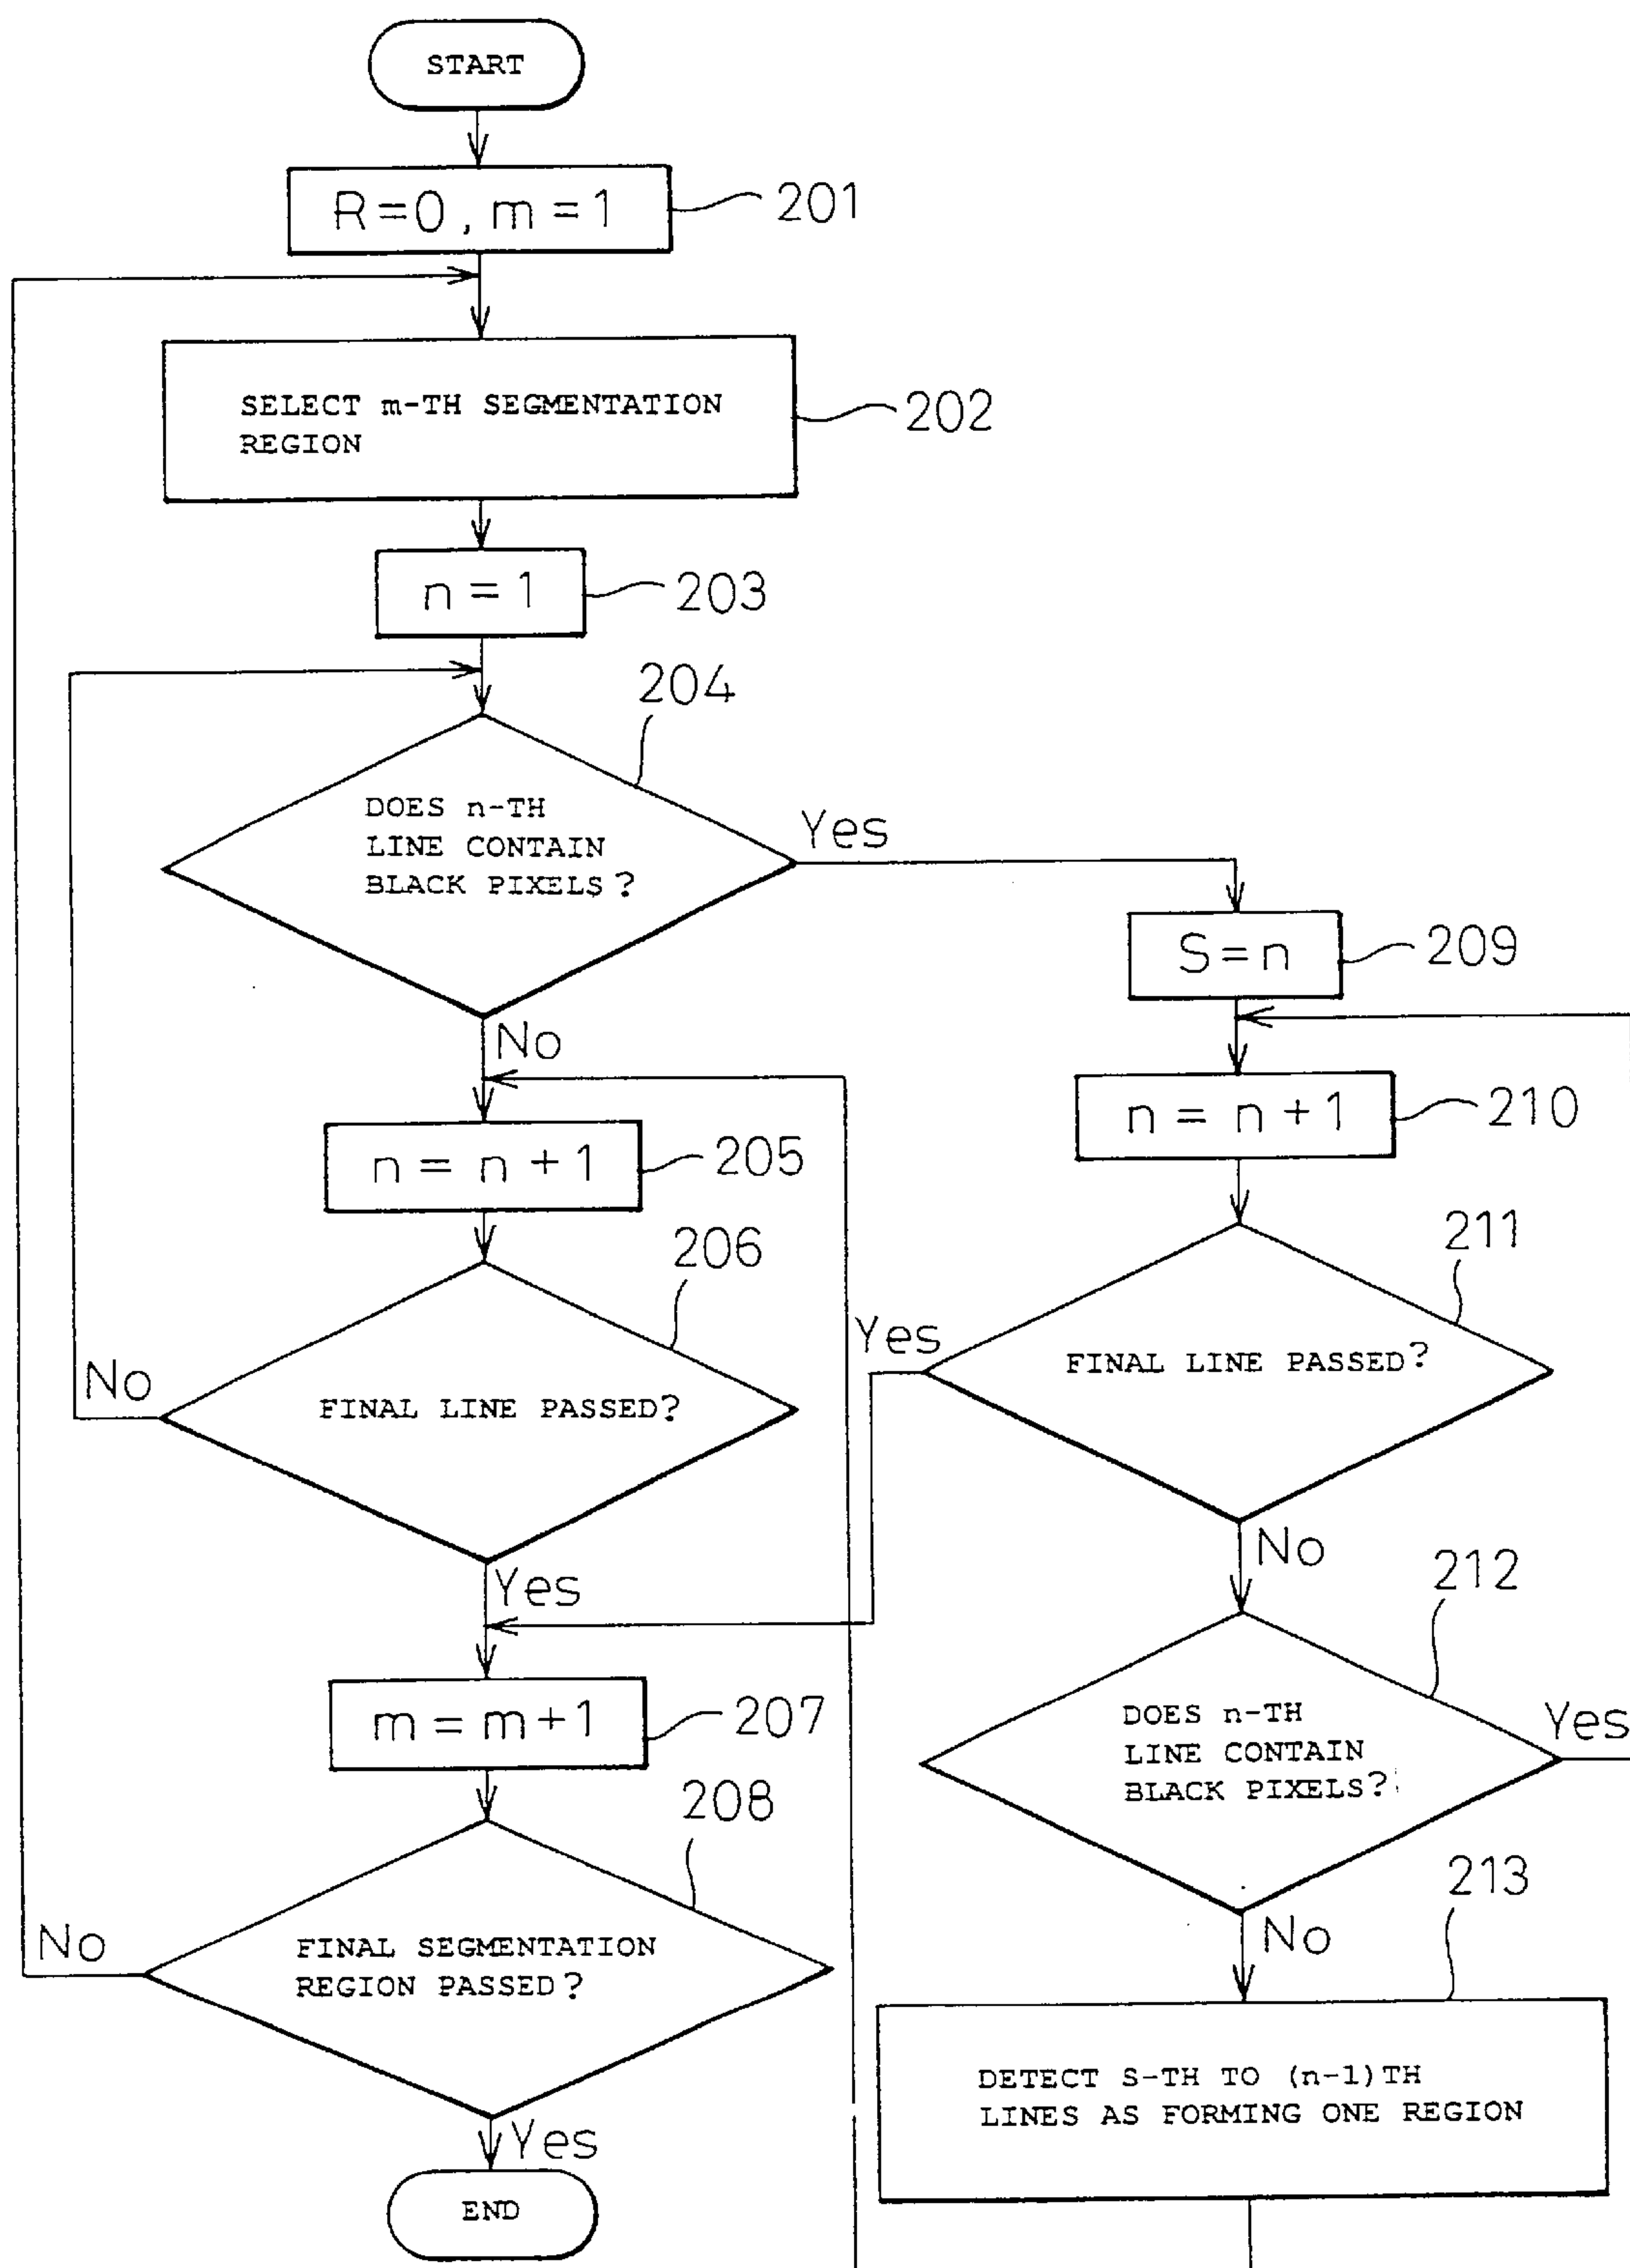 START
R=0, m=1
201
SELECT m-TH SEGMENTATION
REGION
202
n=1
203
204
DOES n-TH
LINE CONTAIN
BLACK PIXELS?
Yes
No
S=n
209
n=n+1
205
n=n+1
210
206
FINAL LINE PASSED?
No
Yes
211
FINAL LINE PASSED?
Yes
No
m=m+1
207
212
DOES n-TH
LINE CONTAIN
BLACK PIXELS?
Yes
No
208
FINAL SEGMENTATION
REGION PASSED?
No
Yes
213
DETECT S-TH TO (n-1)TH
LINES AS FORMING ONE REGION
END